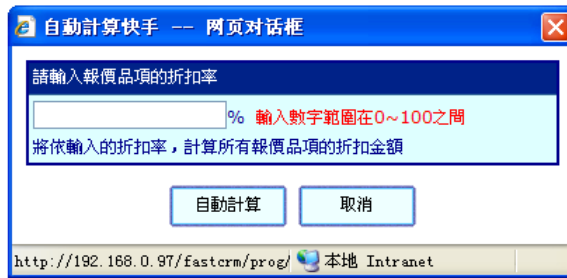 自動計算快手 -- 网页对话框
請輸入報價品項的折扣率
% 輸入數字範圍在0~100之間
將依輸入的折扣率，計算所有報價品項的折扣金額
自動計算 取消
http://192.168.0.97/fastcrm/prog/ 本地 Intranet